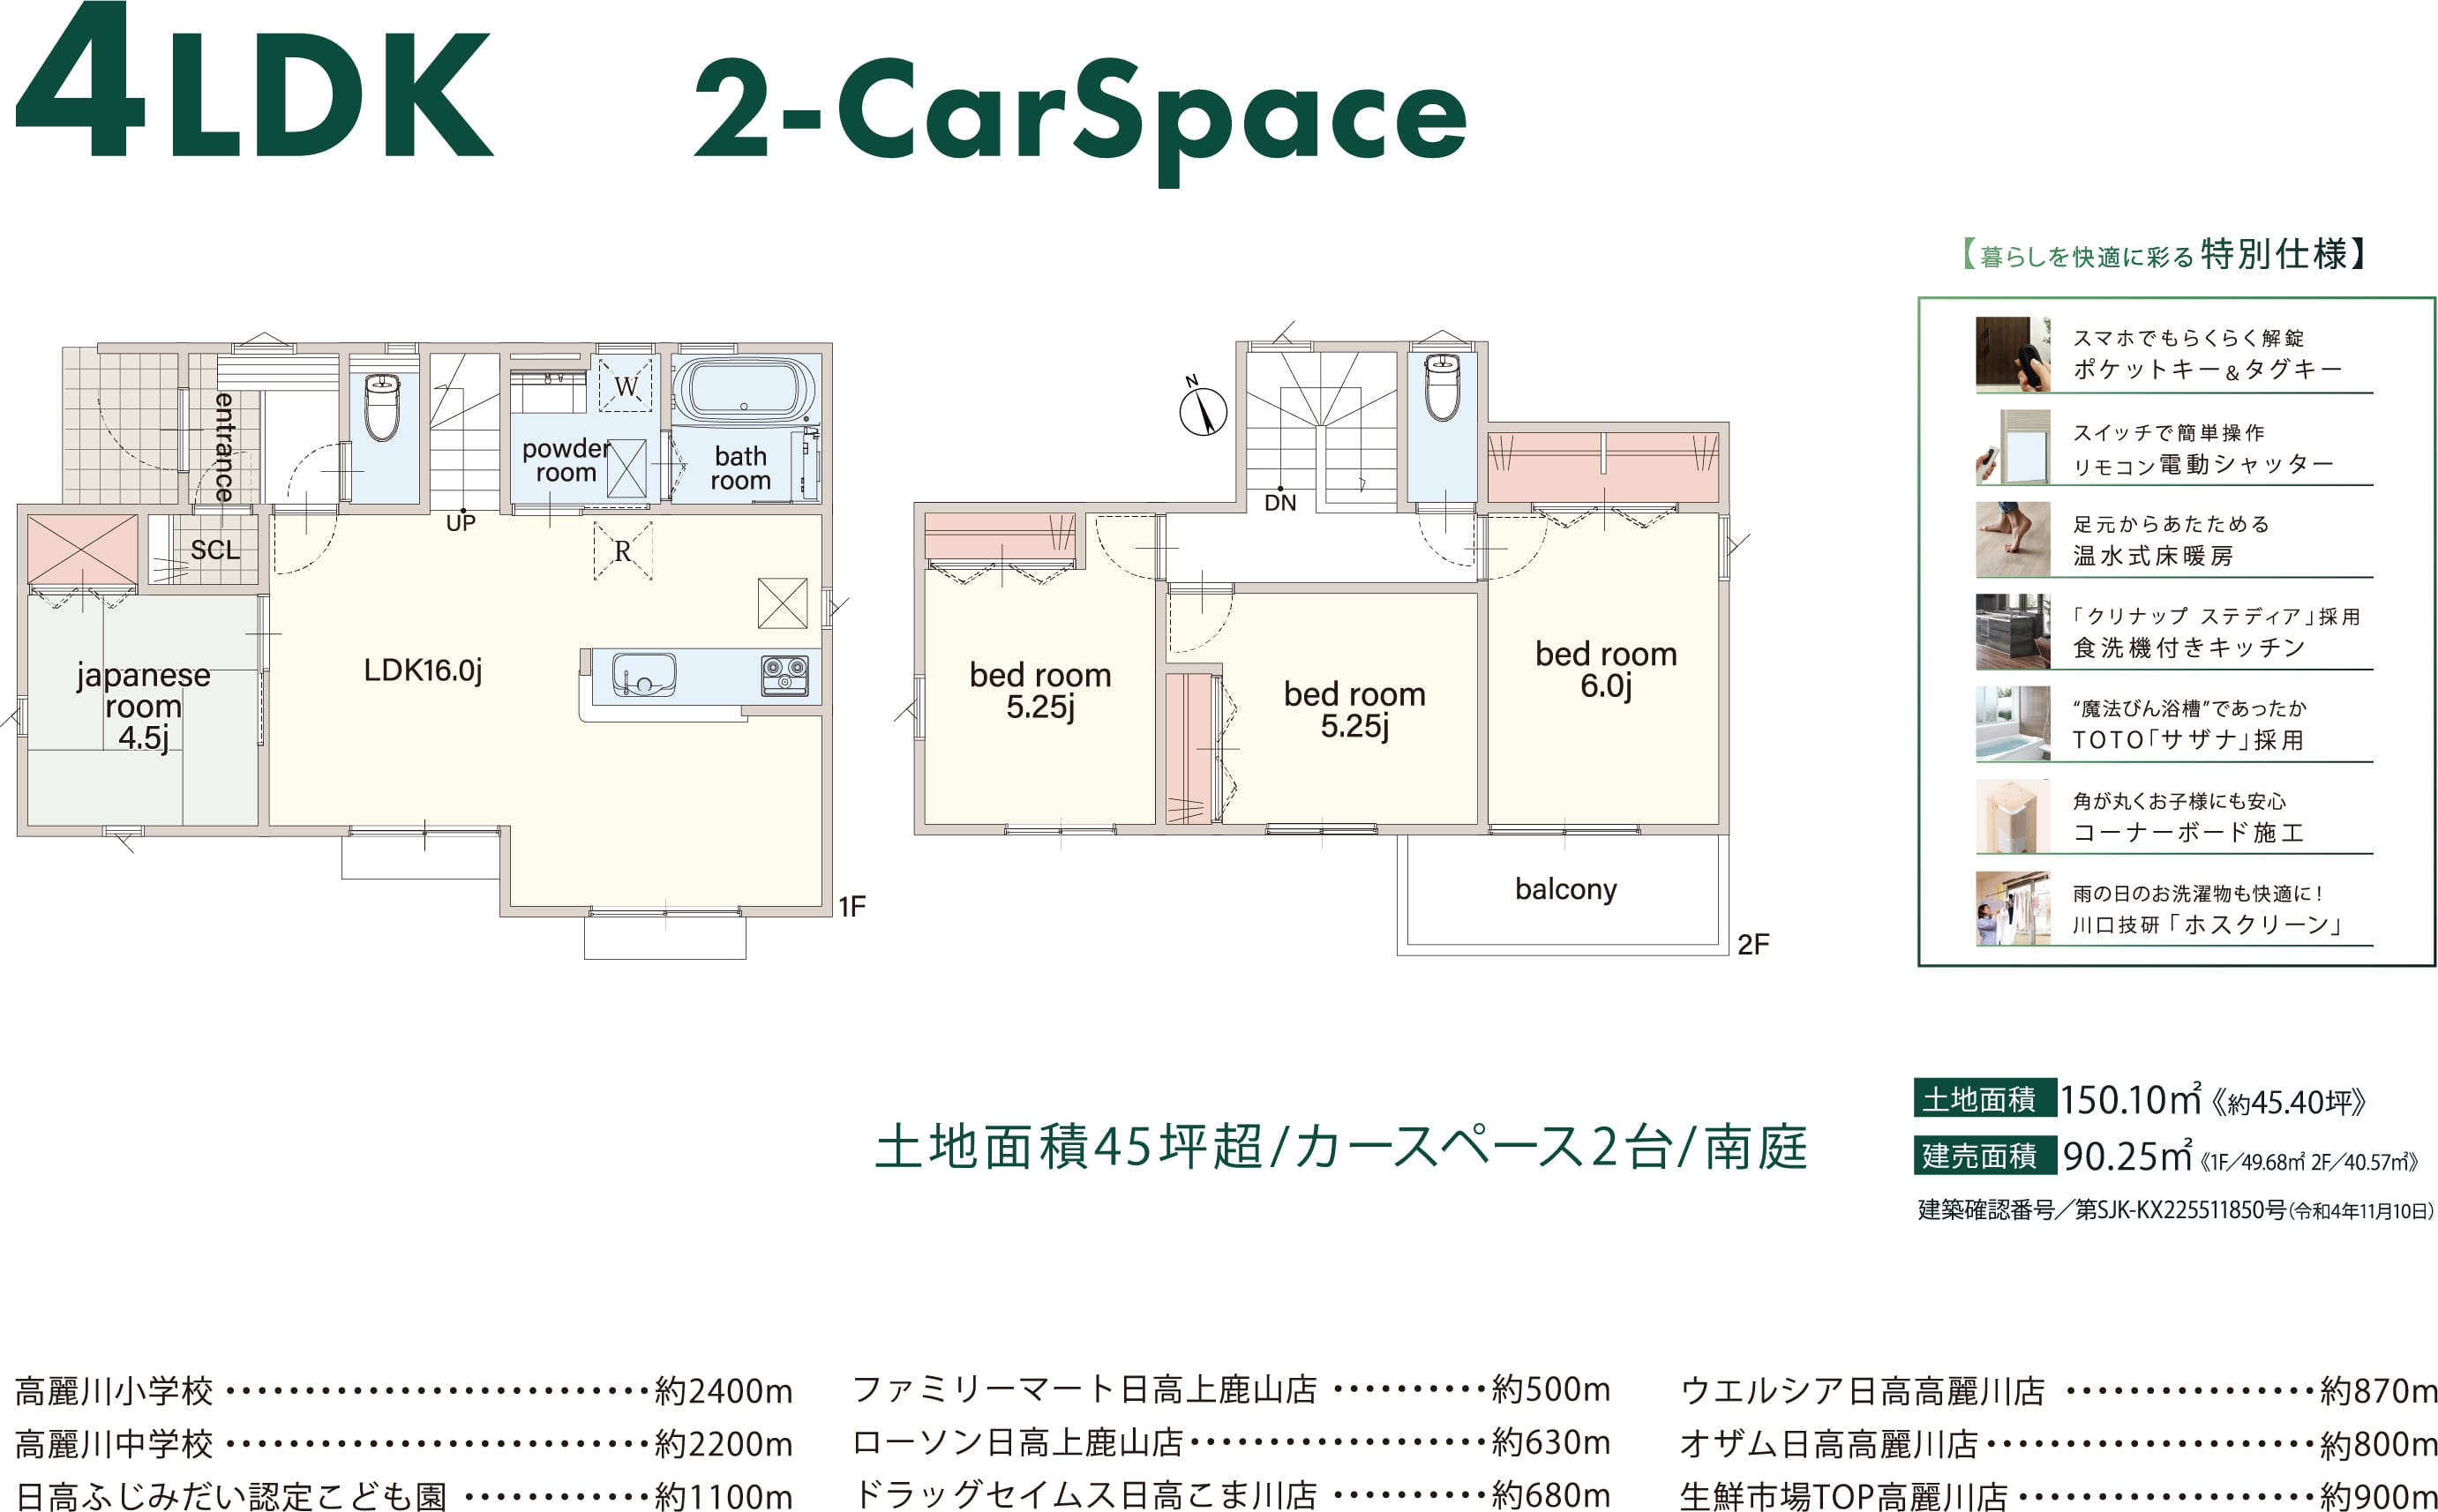 4LDK 2-CarSpace
【暮らしを快適に彩る 特別仕様】
スマホでもらくらく解錠
ポケットキー&タグキー
スイッチで簡単操作
リモコン電動シャッター
足元からあたためる
温水式床暖房
「クリナップ ステディア」採用
食洗機付きキッチン
“魔法びん浴槽”であったか
TOTO「サザナ」採用
角が丸くお子様にも安心
コーナーボード施工
雨の日のお洗濯物も快適に!
川口技研「ホスクリーン」
entrance
SCL
UP
powder
room
W
bath
room
R
LDK16.0j
japanese
room
4.5j
1F
N
DN
bed room
5.25j
bed room
5.25j
bed room
6.0j
balcony
2F
土地面積45坪超/カースペース2台/南庭
土地面積 150.10㎡《約45.40坪》
建売面積 90.25㎡《1F/49.68㎡ 2F/40.57㎡》
建築確認番号/第SJK-KX225511850号(令和4年11月10日)
高麗川小学校 ・・・・・・・・・・・・・・・・・・・・・・・・・・・ 約2400m
高麗川中学校 ・・・・・・・・・・・・・・・・・・・・・・・・・・・ 約2200m
日高ふじみだい認定こども園 ・・・・・・・・・・・・ 約1100m
ファミリーマート日高上鹿山店 ・・・・・・・・・・ 約500m
ローソン日高上鹿山店 ・・・・・・・・・・・・・・・・・・・ 約630m
ドラッグセイムス日高こま川店 ・・・・・・・・・・ 約680m
ウエルシア日高高麗川店 ・・・・・・・・・・・・・・・・ 約870m
オザム日高高麗川店 ・・・・・・・・・・・・・・・・・・・・・ 約800m
生鮮市場TOP高麗川店 ・・・・・・・・・・・・・・・・・・・ 約900m